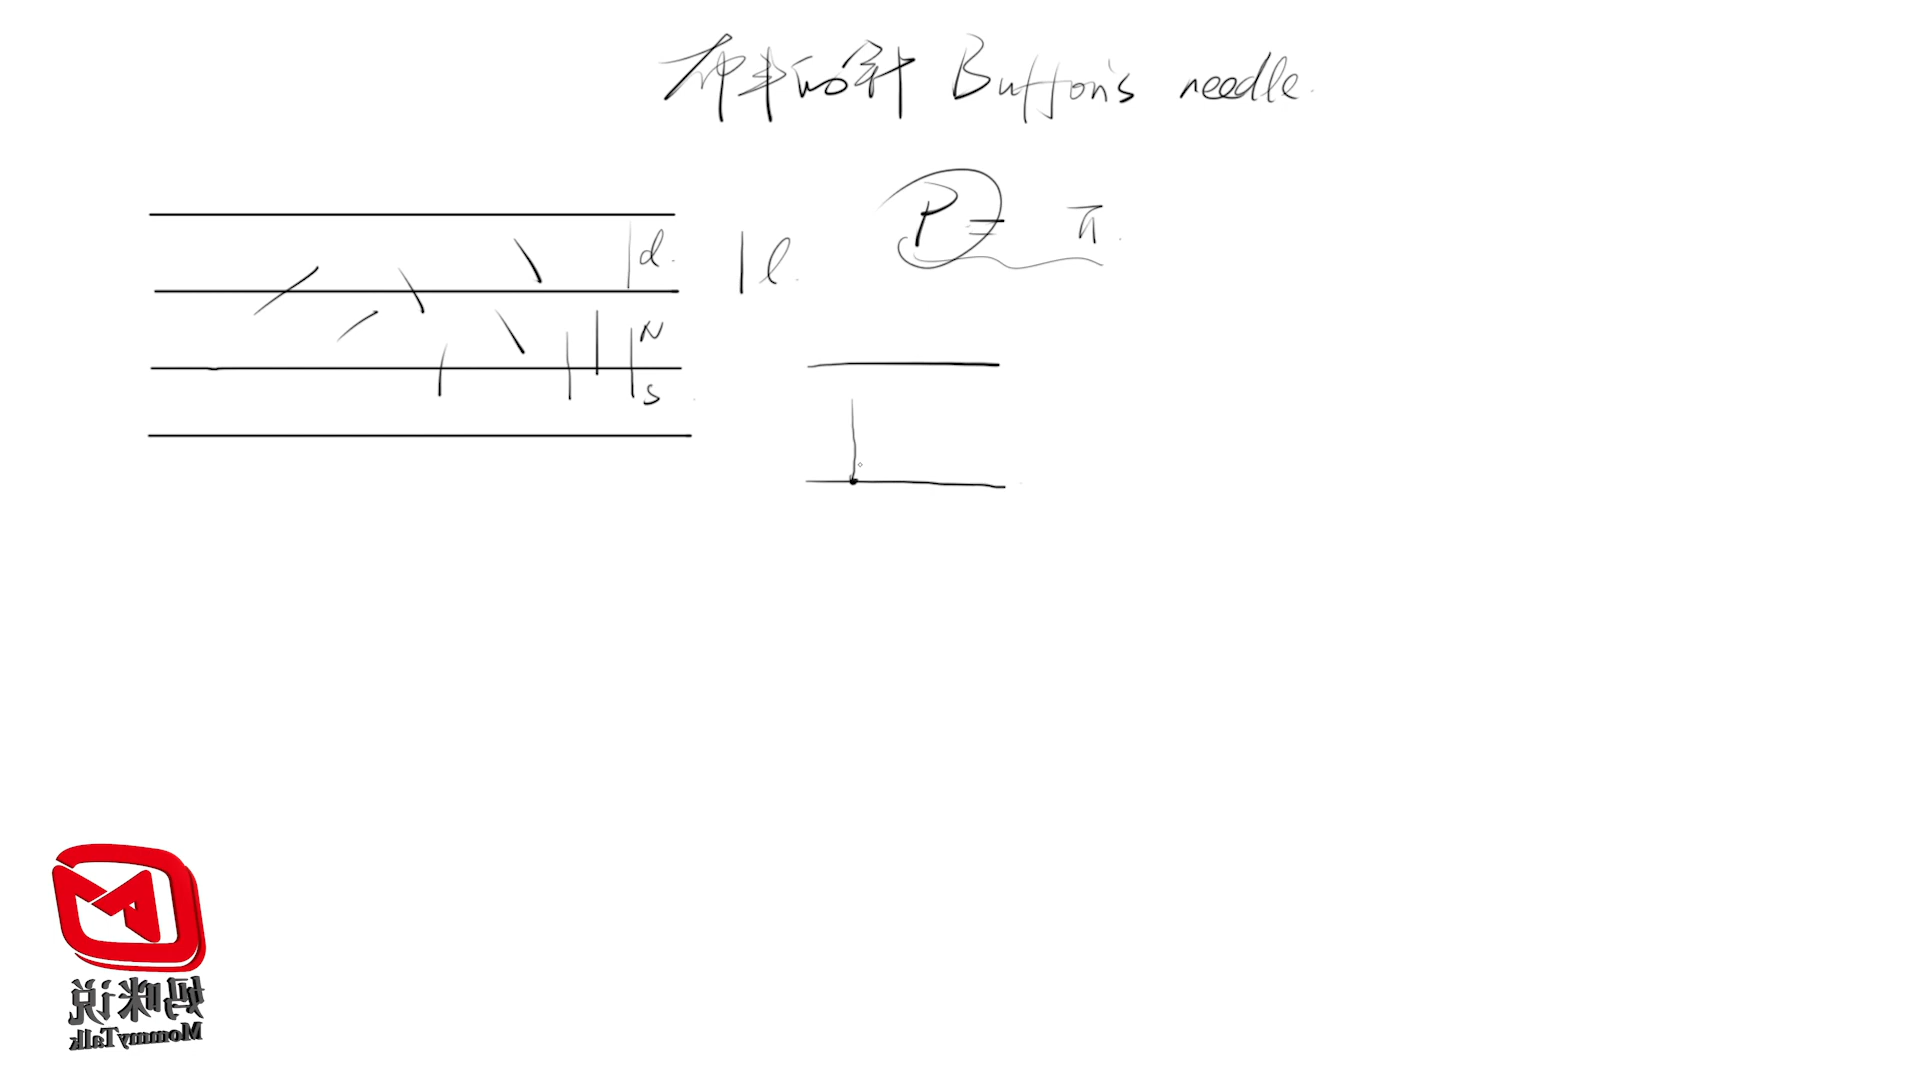 布丰的针 Buffon's needle.
P = π.
d.
l.
N
S
妈咪说
MommyTalk